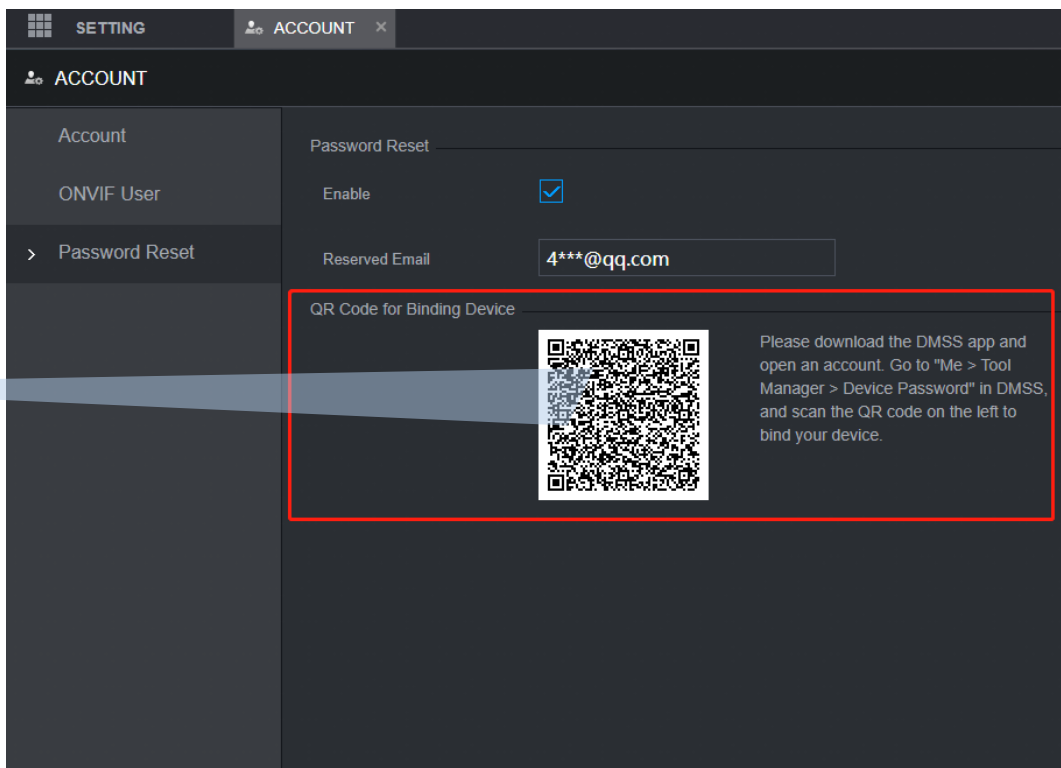 SETTING
ACCOUNT ×
ACCOUNT
Account
ONVIF User
Password Reset
Password Reset
Enable
Reserved Email
4***@qq.com
QR Code for Binding Device
Please download the DMSS app and
open an account. Go to "Me > Tool
Manager > Device Password" in DMSS,
and scan the QR code on the left to
bind your device.